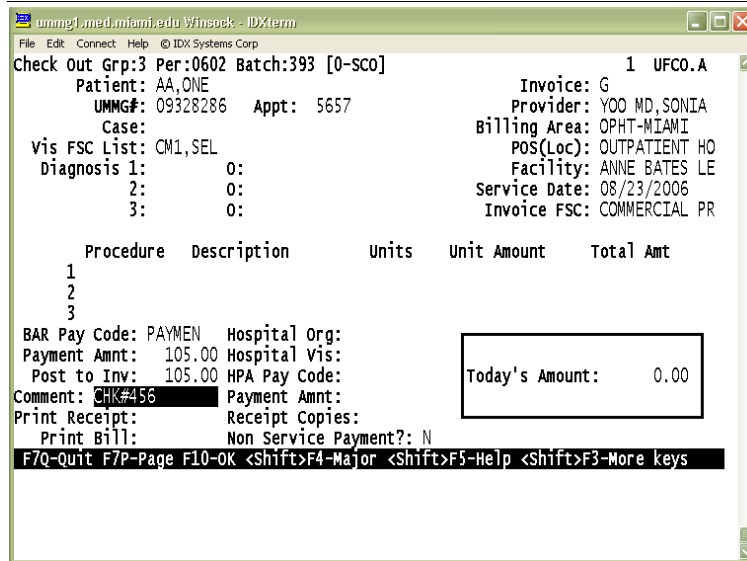 ummg1.med.miami.edu Winsock - IDXterm
File Edit Connect Help © IDX Systems Corp
Check Out Grp:3 Per:0602 Batch:393 [0-SCO] 1 UFCO.A
Patient: AA,ONE Invoice: G
UMMG#: 09328286 Appt: 5657 Provider: YOO MD,SONIA
Case: Billing Area: OPHT-MIAMI
Vis FSC List: CM1,SEL POS(Loc): OUTPATIENT HO
Diagnosis 1: 0: Facility: ANNE BATES LE
2: 0: Service Date: 08/23/2006
3: 0: Invoice FSC: COMMERCIAL PR
Procedure Description Units Unit Amount Total Amt
1
2
3
BAR Pay Code: PAYMEN Hospital Org:
Payment Amnt: 105.00 Hospital Vis:
Post to Inv: 105.00 HPA Pay Code: Today's Amount: 0.00
Comment: CHK#456 Payment Amnt:
Print Receipt: Receipt Copies:
Print Bill: Non Service Payment?: N
F7Q-Quit F7P-Page F10-OK <Shift>F4-Major <Shift>F5-Help <Shift>F3-More keys